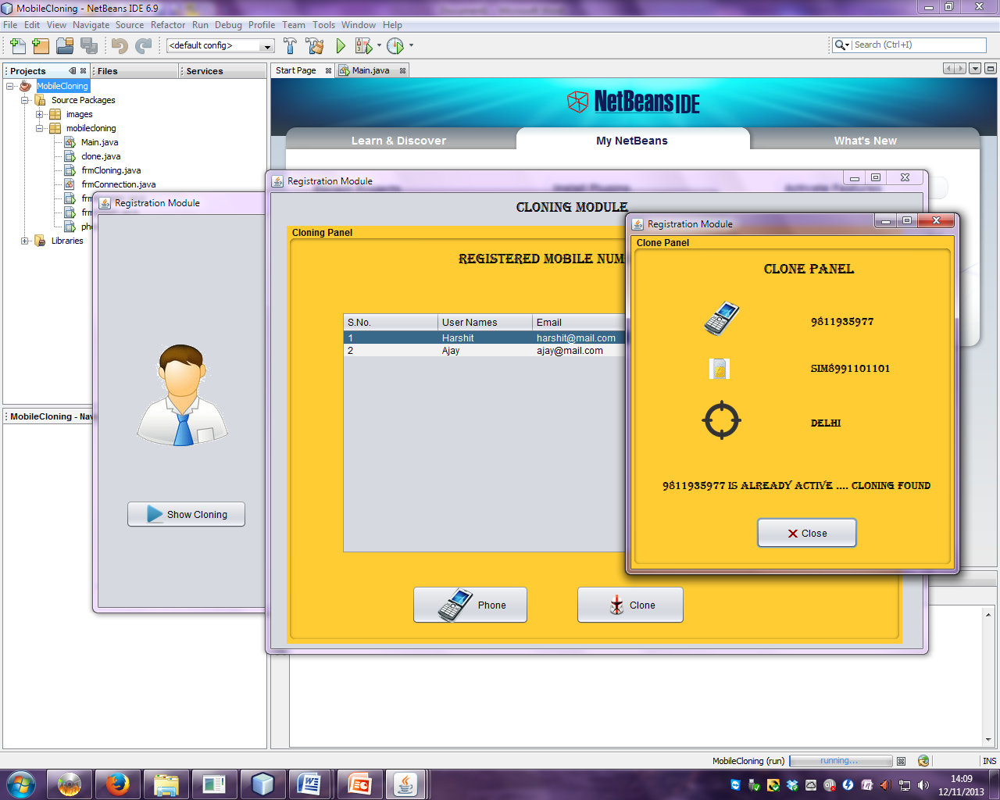 MobileCloning - NetBeans IDE 6.9
File Edit View Navigate Source Refactor Run Debug Profile Team Tools Window Help
<default config>
Search (Ctrl+I)
Projects
Files
Services
Start Page
Main.java
MobileCloning
Source Packages
images
mobilecloning
Main.java
clone.java
frmCloning.java
frmConnection.java
Libraries
NetBeans IDE
Learn & Discover
My NetBeans
What's New
MobileCloning - Nav
Registration Module
Show Cloning
Registration Module
CLONING MODULE
Cloning Panel
REGISTERED MOBILE NUM
S.No. User Names Email
1 Harshit harshit@mail.com
2 Ajay ajay@mail.com
Phone
Clone
Registration Module
Clone Panel
CLONE PANEL
9811935977
SIM8991101101
DELHI
9811935977 IS ALREADY ACTIVE .... CLONING FOUND
Close
MobileCloning (run)
running...
INS
14:09
12/11/2013